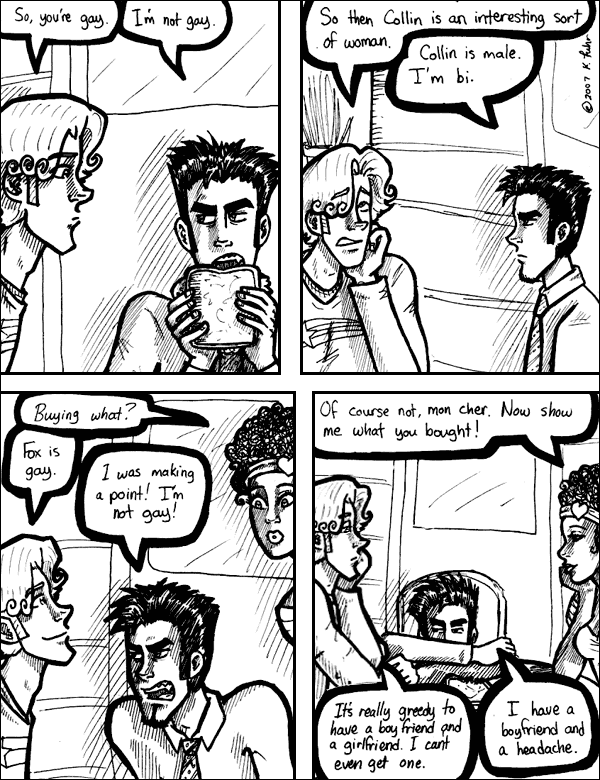 So, you're gay.
I'm not gay.
So then Collin is an interesting sort
of woman.
Collin is male.
I'm bi.
©2007 K. Fuhr
Buying what?
Fox is
gay.
I was making
a point! I'm
not gay!
Of course not, mon cher. Now show
me what you bought!
It's really greedy to
have a boyfriend and
a girlfriend. I cant
even get one.
I have a
boyfriend and
a headache.